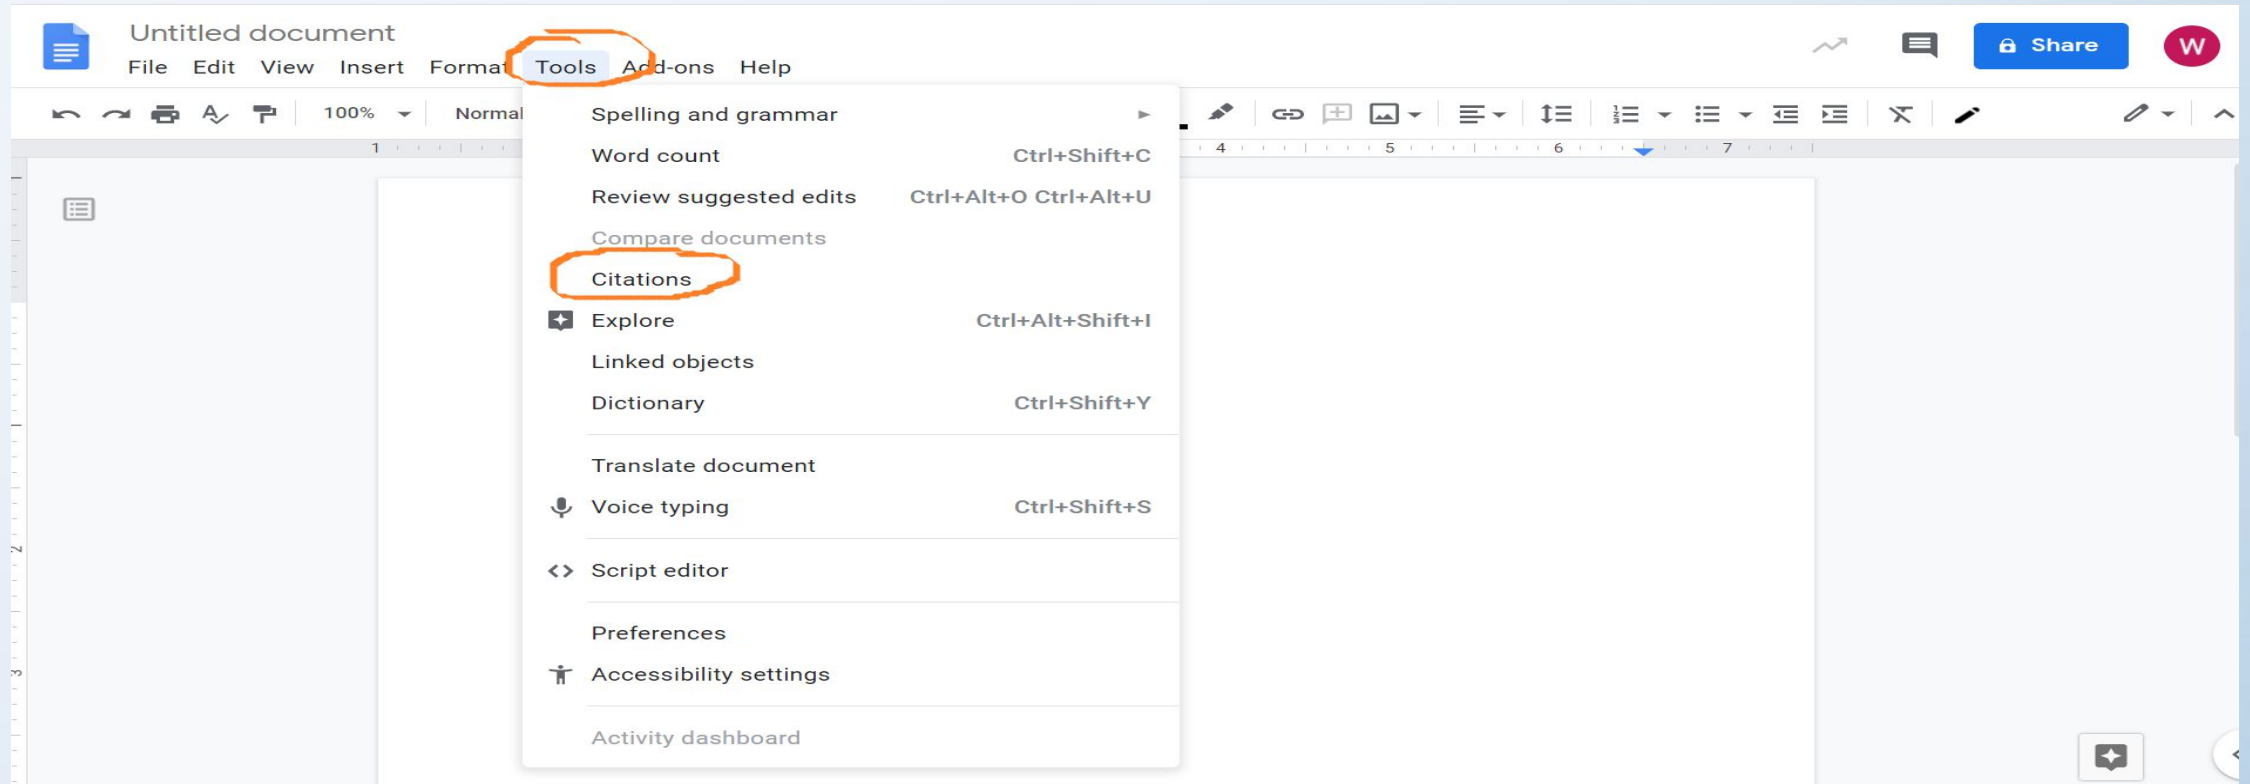 Untitled document
File Edit View Insert Format Tools Add-ons Help
Share
W
100% Normal
1 4 5 6 7
Spelling and grammar
Word count Ctrl+Shift+C
Review suggested edits Ctrl+Alt+O Ctrl+Alt+U
Compare documents
Citations
Explore Ctrl+Alt+Shift+I
Linked objects
Dictionary Ctrl+Shift+Y
Translate document
Voice typing Ctrl+Shift+S
2
Script editor
Preferences
3
Accessibility settings
Activity dashboard